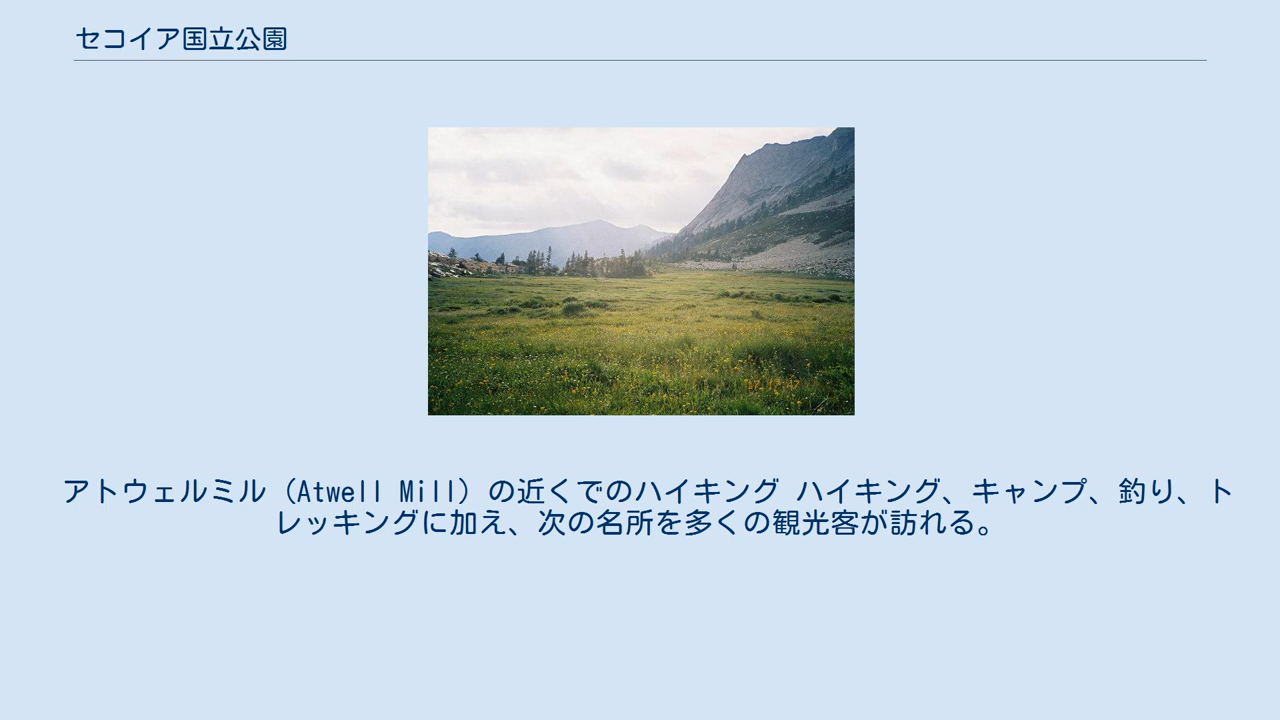 セコイア国立公園
アトウェルミル（Atwell Mill）の近くでのハイキング ハイキング、キャンプ、釣り、ト
レッキングに加え、次の名所を多くの観光客が訪れる。